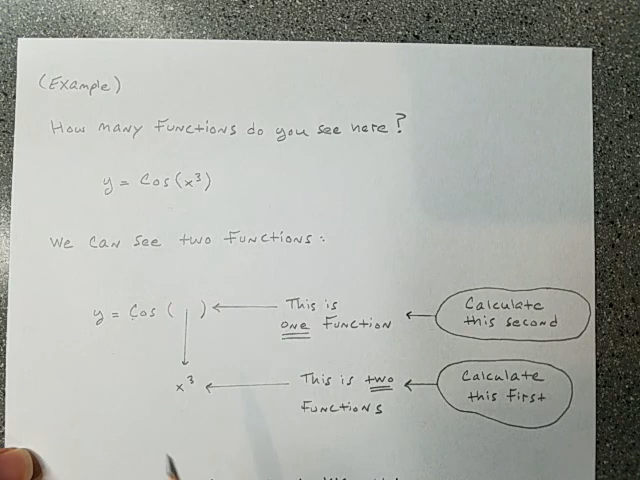 (Example)
How many functions do you see here?
y = Cos(x³)
We can see two functions:
y = Cos( ) ← This is one function ← Calculate this second
x³ ← This is two functions ← Calculate this first